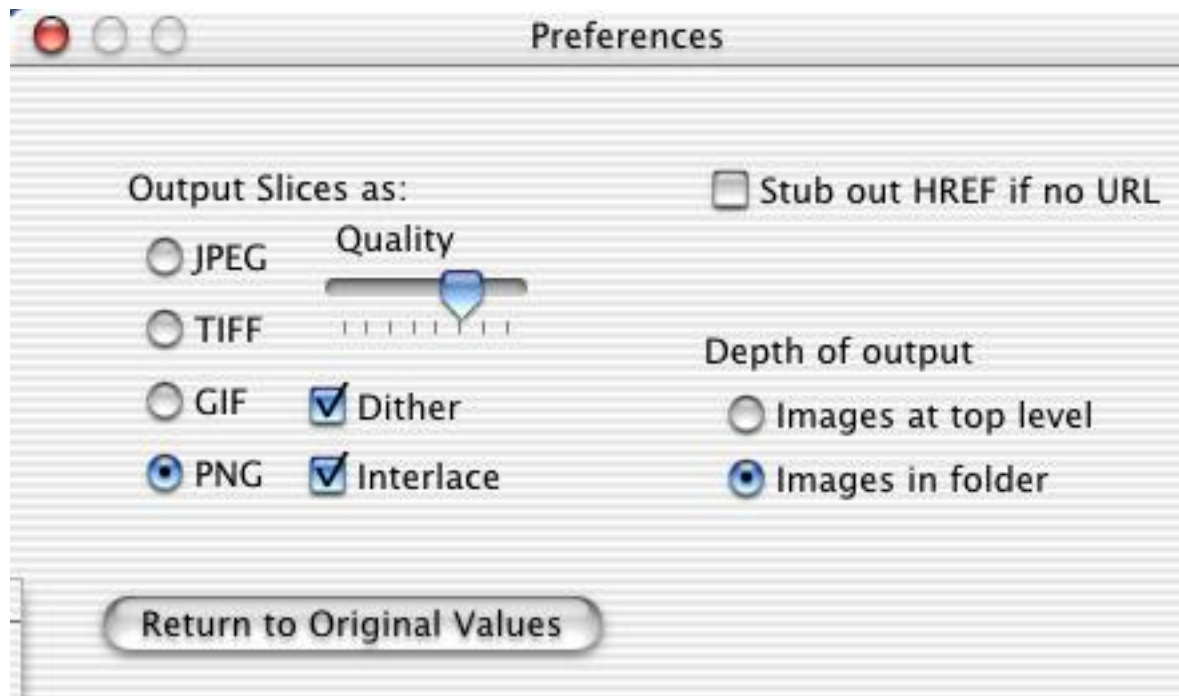 Preferences
Output Slices as:
Stub out HREF if no URL
JPEG
Quality
TIFF
GIF
Dither
PNG
Interlace
Depth of output
Images at top level
Images in folder
Return to Original Values